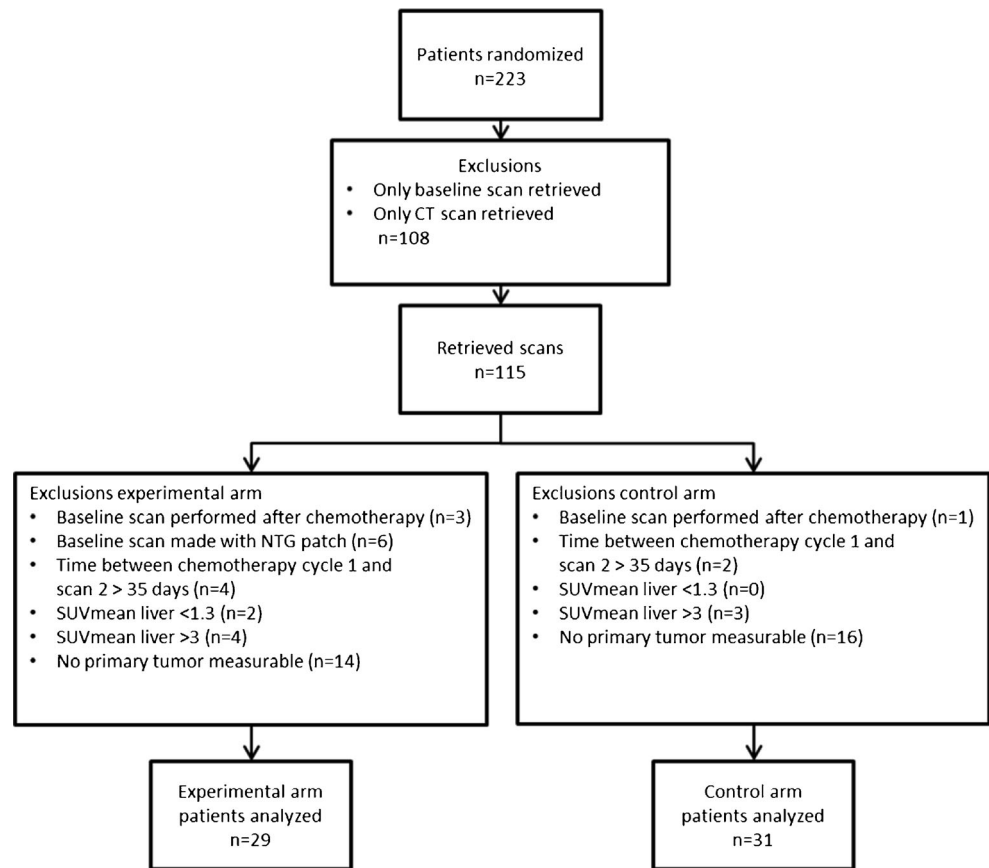 Patients randomized
n=223
Exclusions
• Only baseline scan retrieved
• Only CT scan retrieved
n=108
Retrieved scans
n=115
Exclusions experimental arm
• Baseline scan performed after chemotherapy (n=3)
• Baseline scan made with NTG patch (n=6)
• Time between chemotherapy cycle 1 and
scan 2 > 35 days (n=4)
• SUVmean liver <1.3 (n=2)
• SUVmean liver >3 (n=4)
• No primary tumor measurable (n=14)
Exclusions control arm
• Baseline scan performed after chemotherapy (n=1)
• Time between chemotherapy cycle 1 and
scan 2 > 35 days (n=2)
• SUVmean liver <1.3 (n=0)
• SUVmean liver >3 (n=3)
• No primary tumor measurable (n=16)
Experimental arm
patients analyzed
n=29
Control arm
patients analyzed
n=31